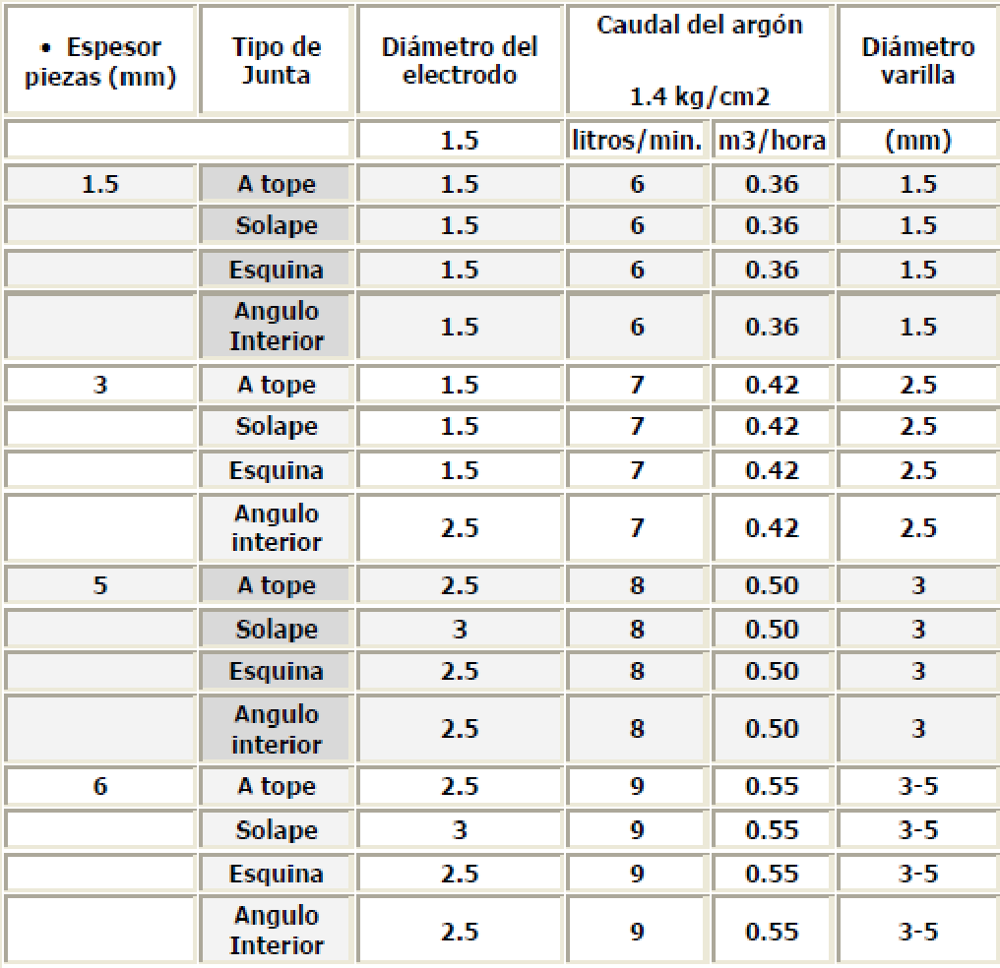 • Espesor piezas (mm) Tipo de Junta Diámetro del electrodo Caudal del argón 1.4 kg/cm2 Diámetro varilla
1.5 litros/min. m3/hora (mm)
1.5 A tope 1.5 6 0.36 1.5
Solape 1.5 6 0.36 1.5
Esquina 1.5 6 0.36 1.5
Angulo Interior 1.5 6 0.36 1.5
3 A tope 1.5 7 0.42 2.5
Solape 1.5 7 0.42 2.5
Esquina 1.5 7 0.42 2.5
Angulo interior 2.5 7 0.42 2.5
5 A tope 2.5 8 0.50 3
Solape 3 8 0.50 3
Esquina 2.5 8 0.50 3
Angulo interior 2.5 8 0.50 3
6 A tope 2.5 9 0.55 3-5
Solape 3 9 0.55 3-5
Esquina 2.5 9 0.55 3-5
Angulo Interior 2.5 9 0.55 3-5